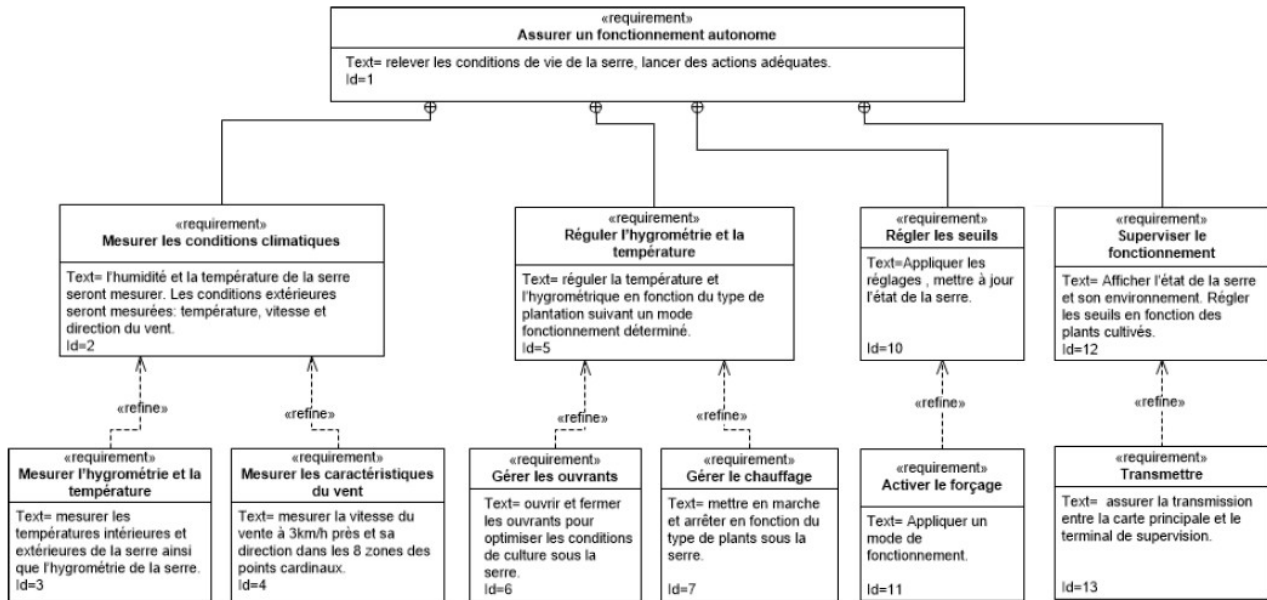 «requirement»
Assurer un fonctionnement autonome
Text= relever les conditions de vie de la serre, lancer des actions adéquates.
Id=1
«requirement»
Mesurer les conditions climatiques
Text= l'humidité et la température de la serre
seront mesurer. Les conditions extérieures
seront mesurées: température, vitesse et
direction du vent.
Id=2
«requirement»
Réguler l'hygrométrie et la
température
Text= réguler la température et
l'hygrométrique en fonction du type de
plantation suivant un mode
fonctionnement déterminé.
Id=5
«requirement»
Régler les seuils
Text=Appliquer les
réglages , mettre à jour
l'état de la serre.
Id=10
«requirement»
Superviser le
fonctionnement
Text= Afficher l'état de la serre
et son environnement. Régler
les seuils en fonction des
plants cultivés.
Id=12
«refine»
«refine»
«refine»
«refine»
«refine»
«refine»
«requirement»
Mesurer l'hygrométrie et la
température
Text= mesurer les
températures intérieures et
extérieures de la serre ainsi
que l'hygrométrie de la serre.
Id=3
«requirement»
Mesurer les caractéristiques
du vent
Text= mesurer la vitesse du
vente à 3km/h près et sa
direction dans les 8 zones des
points cardinaux.
Id=4
«requirement»
Gérer les ouvrants
Text= ouvrir et fermer
les ouvrants pour
optimiser les conditions
de culture sous la
serre.
Id=6
«requirement»
Gérer le chauffage
Text= mettre en marche
et arrêter en fonction du
type de plants sous la
serre.
Id=7
«requirement»
Activer le forçage
Text= Appliquer un
mode de
fonctionnement.
Id=11
«requirement»
Transmettre
Text= assurer la transmission
entre la carte principale et le
terminal de supervision.
Id=13